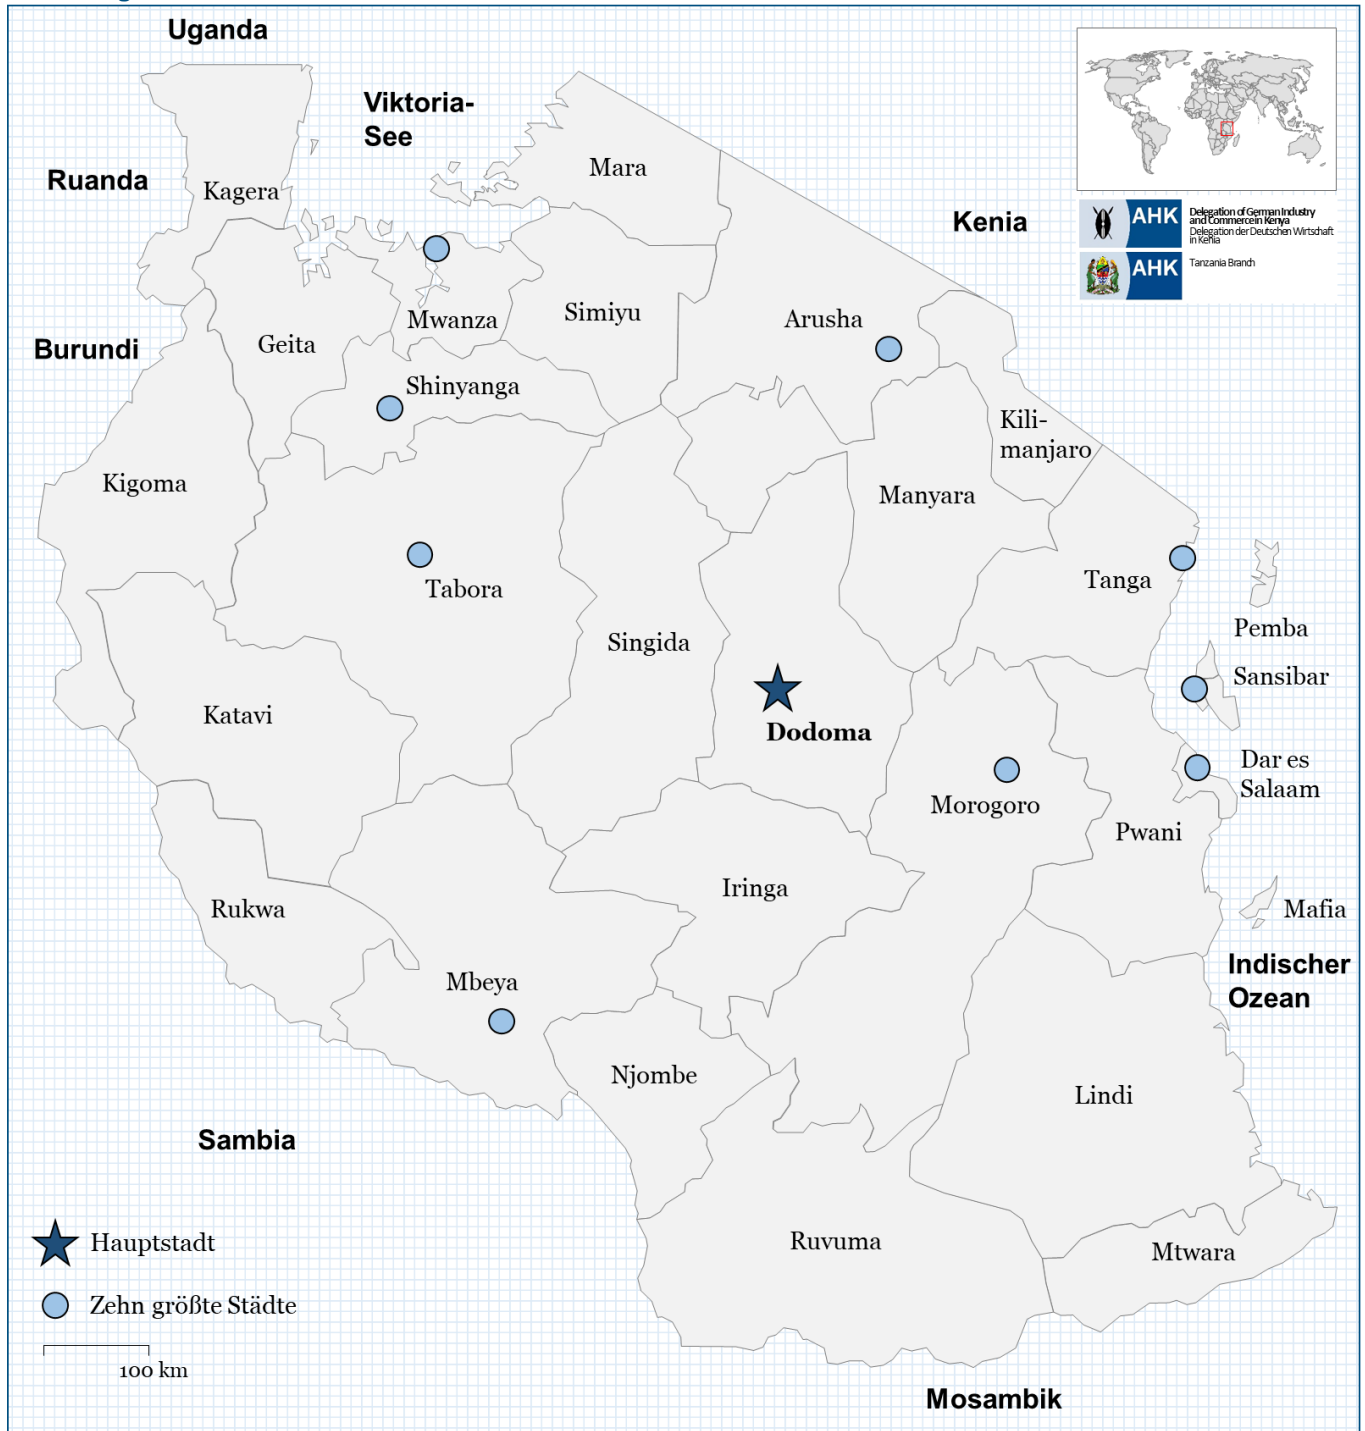 Uganda
Viktoria-
See
Mara
Ruanda
Kagera
Kenia
AHK
Delegation of German Industry
and Commerce in Kenya
Delegation der Deutschen Wirtschaft
in Kenia
AHK
Tanzania Branch
Burundi
Geita
Mwanza
Simiyu
Arusha
Shinyanga
Kili-
manjaro
Kigoma
Manyara
Tabora
Tanga
Singida
Pemba
Sansibar
Katavi
Dodoma
Dar es
Salaam
Morogoro
Pwani
Iringa
Rukwa
Mafia
Indischer
Ozean
Mbeya
Njombe
Lindi
Sambia
Ruvuma
Mtwara
Hauptstadt
Zehn größte Städte
100 km
Mosambik